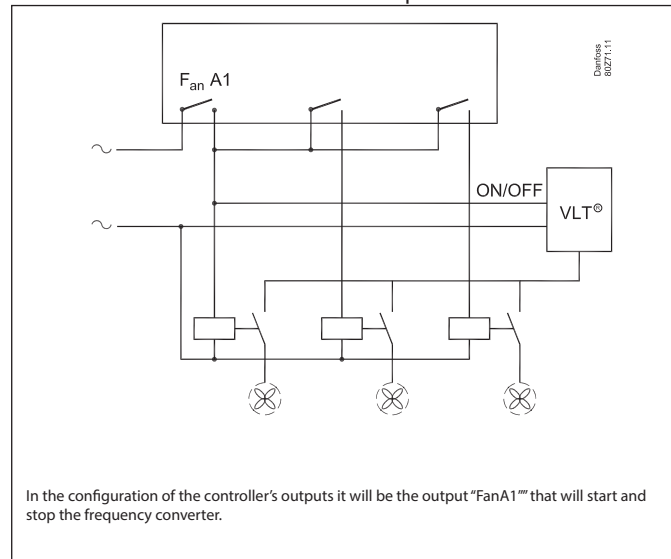 Danfoss
80Z71.11
Fan A1
ON/OFF
VLT®
In the configuration of the controller's outputs it will be the output "FanA1"" that will start and
stop the frequency converter.